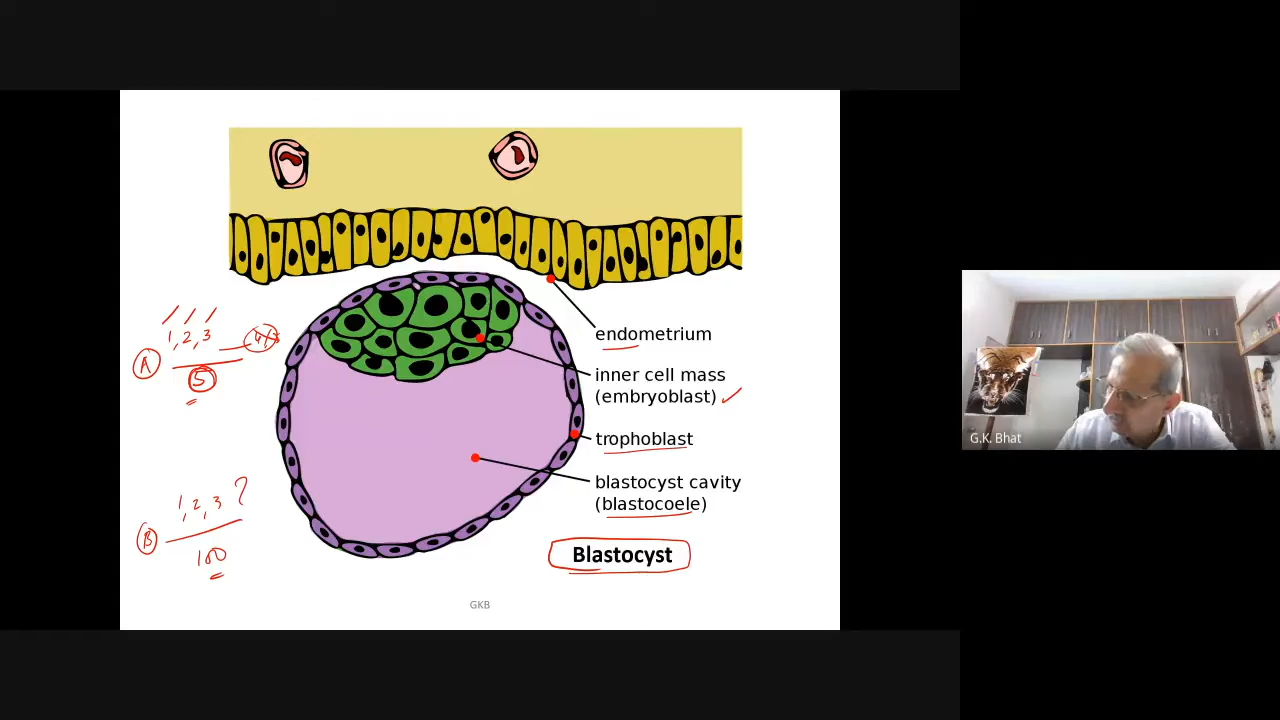 endometrium
inner cell mass
(embryoblast)
trophoblast
blastocyst cavity
(blastocoele)
Blastocyst
GKB
1, 2, 3
A
5
1, 2, 3 ?
B
100
G.K. Bhat